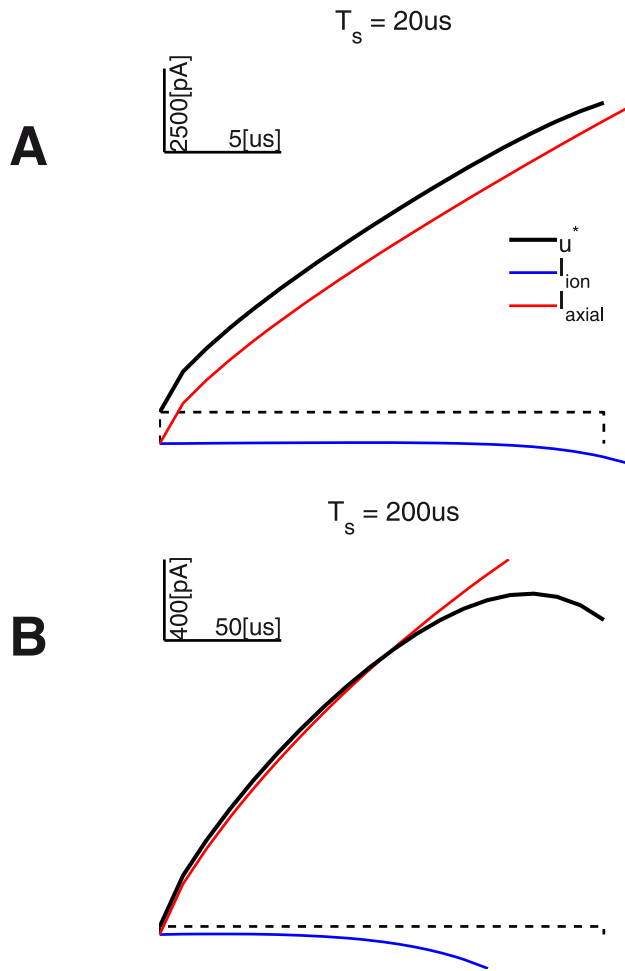 T_s = 20us
A
2500[pA]
5[us]
u*
I_ion
I_axial
T_s = 200us
B
400[pA]
50[us]